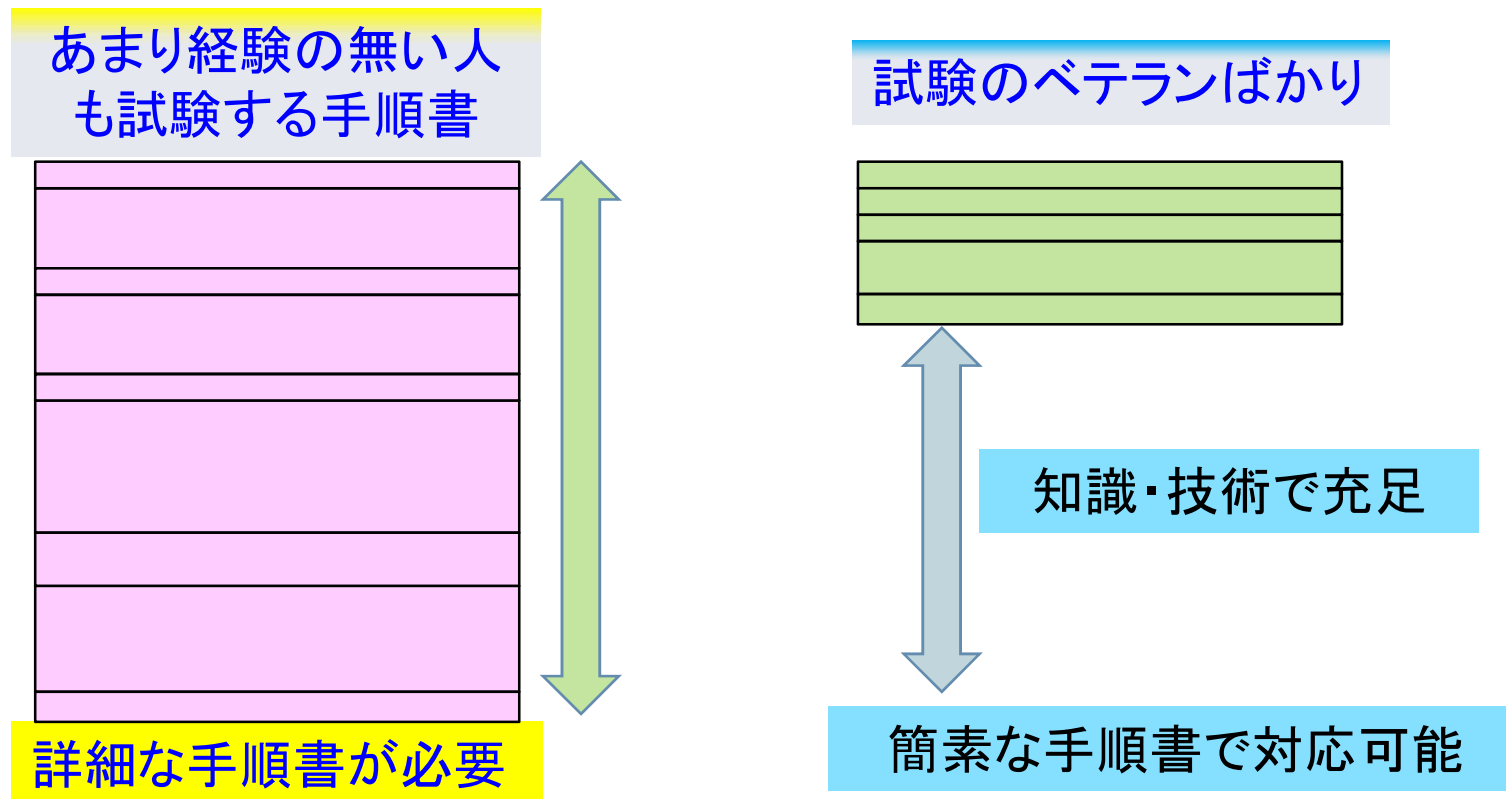 あまり経験の無い人
も試験する手順書
試験のベテランばかり
知識・技術で充足
詳細な手順書が必要
簡素な手順書で対応可能